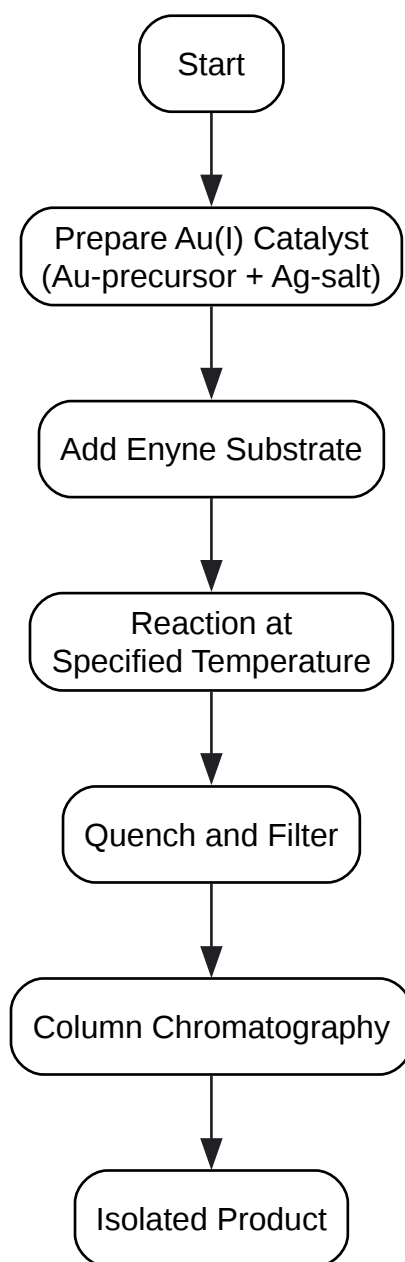 Start
Prepare Au(I) Catalyst
(Au-precursor + Ag-salt)
Add Enyne Substrate
Reaction at
Specified Temperature
Quench and Filter
Column Chromatography
Isolated Product